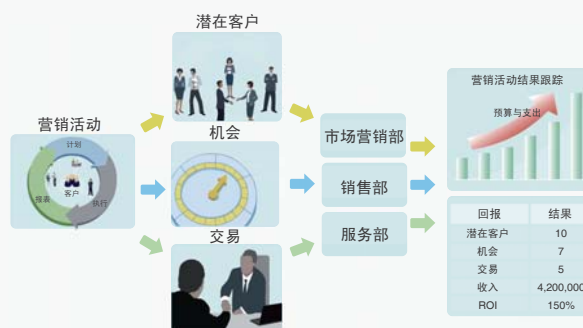 潜在客户
营销活动
计划
客户
报表
执行
机会
交易
市场营销部
销售部
服务部
营销活动结果跟踪
预算与支出
回报 结果
潜在客户 10
机会 7
交易 5
收入 4,200,000
ROI 150%